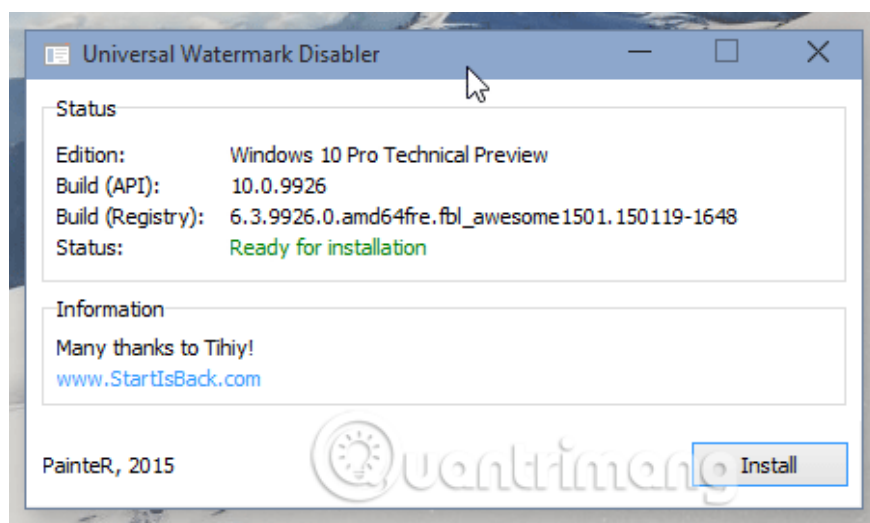 Universal Watermark Disabler
Status
Edition: Windows 10 Pro Technical Preview
Build (API): 10.0.9926
Build (Registry): 6.3.9926.0.amd64fre.fbl_awesome1501.150119-1648
Status: Ready for installation
Information
Many thanks to Tihiy!
www.StartIsBack.com
PainteR, 2015
Quantrimang
Install